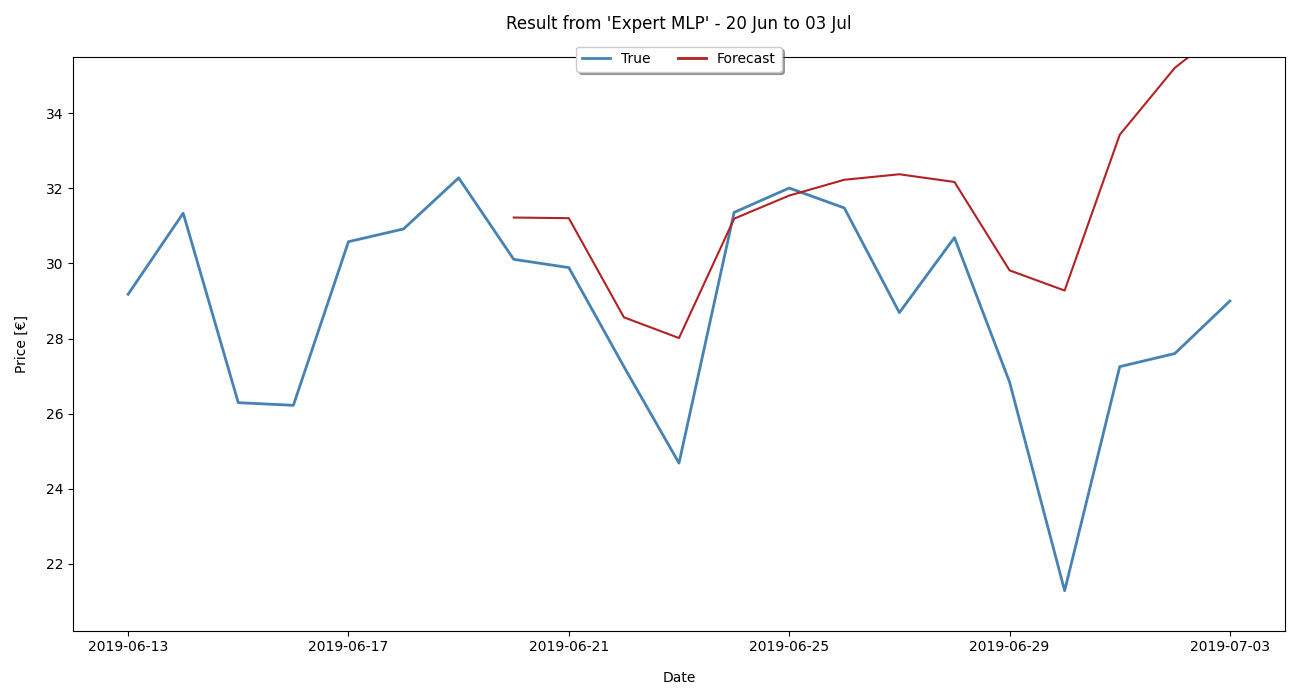 Result from 'Expert MLP' - 20 Jun to 03 Jul
True Forecast
34
32
30
28
26
24
22
Price [€]
2019-06-13 2019-06-17 2019-06-21 2019-06-25 2019-06-29 2019-07-03
Date